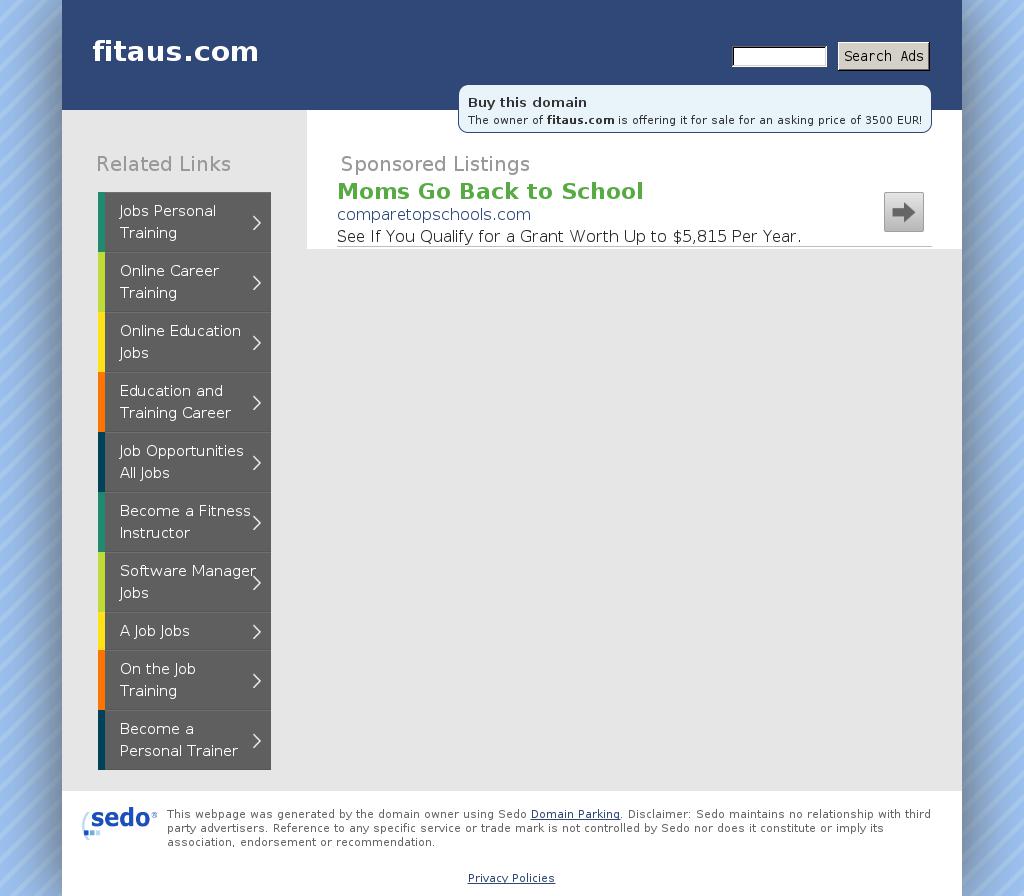 fitaus.com
Search Ads
Buy this domain
The owner of fitaus.com is offering it for sale for an asking price of 3500 EUR!
Related Links
Jobs Personal
Training
Online Career
Training
Online Education
Jobs
Education and
Training Career
Job Opportunities
All Jobs
Become a Fitness
Instructor
Software Manager
Jobs
A Job Jobs
On the Job
Training
Become a
Personal Trainer
Sponsored Listings
Moms Go Back to School
comparetopschools.com
See If You Qualify for a Grant Worth Up to $5,815 Per Year.
sedo®
This webpage was generated by the domain owner using Sedo Domain Parking. Disclaimer: Sedo maintains no relationship with third
party advertisers. Reference to any specific service or trade mark is not controlled by Sedo nor does it constitute or imply its
association, endorsement or recommendation.
Privacy Policies